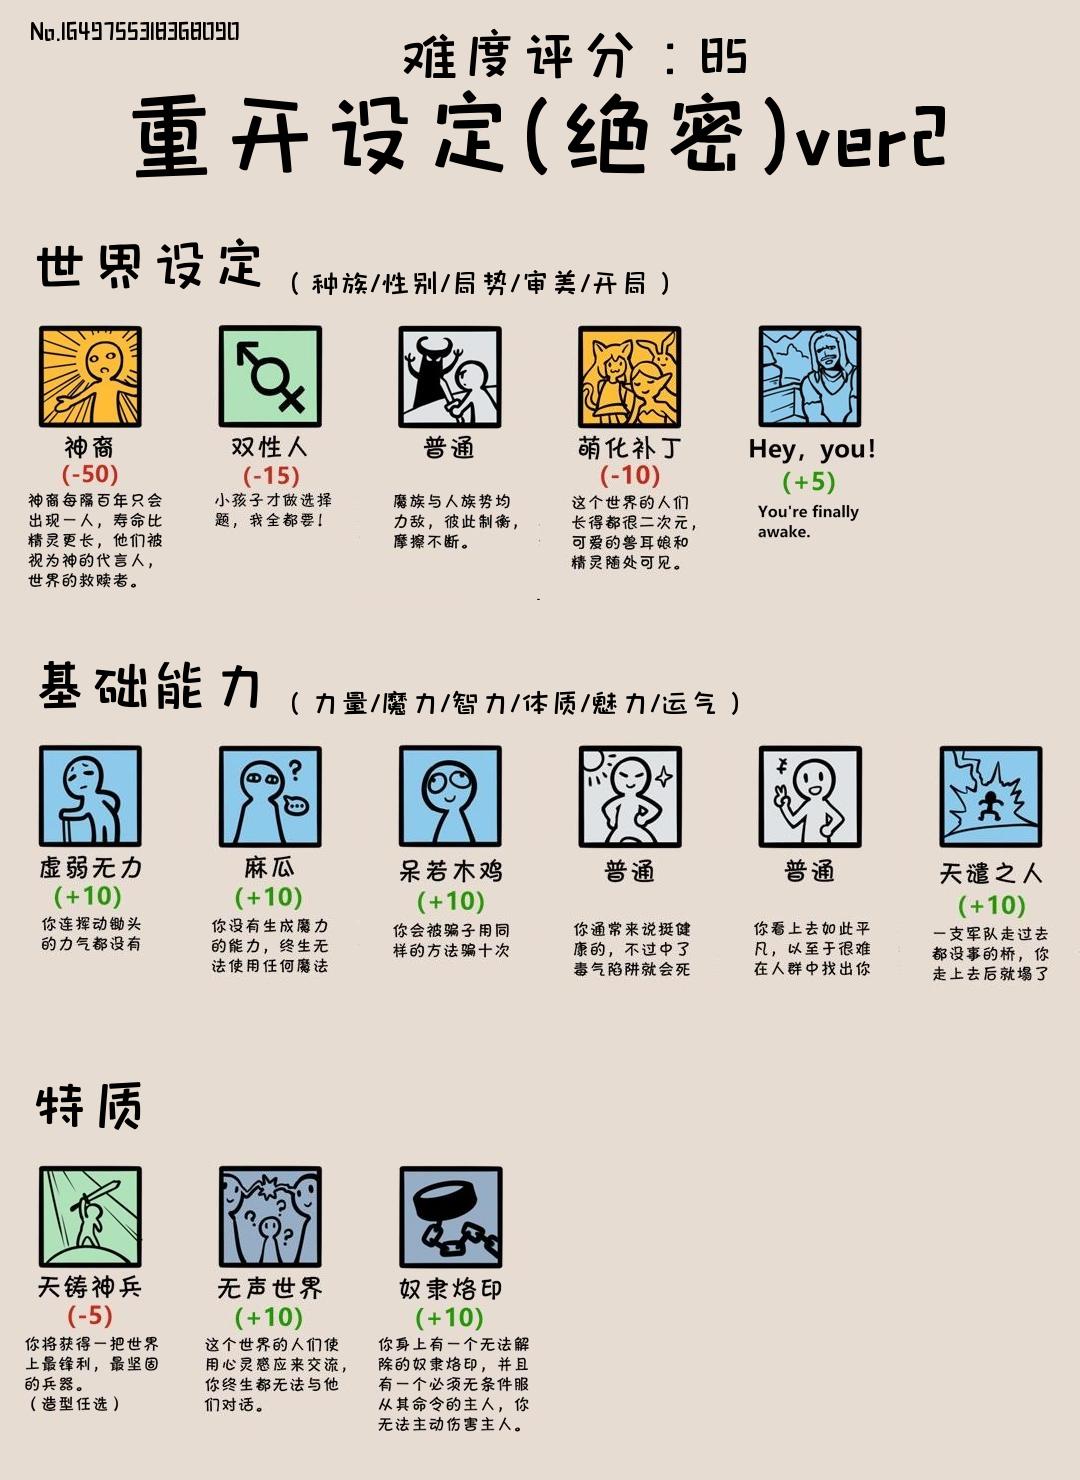 No.1649755318368090
难度评分：85
重开设定(绝密)ver2
世界设定（种族/性别/局势/审美/开局）
神裔
(-50)
神裔每隔百年只会
出现一人，寿命比
精灵更长，他们被
视为神的代言人，
世界的救赎者。
双性人
(-15)
小孩子才做选择
题，我全都要！
普通
魔族与人族势均
力敌，彼此制衡，
摩擦不断。
萌化补丁
(-10)
这个世界的人们
长得都很二次元，
可爱的兽耳娘和
精灵随处可见。
Hey, you!
(+5)
You're finally
awake.
基础能力（力量/魔力/智力/体质/魅力/运气）
虚弱无力
(+10)
你连挥动锄头
的力气都没有
麻瓜
(+10)
你没有生成魔力
的能力，终生无
法使用任何魔法
呆若木鸡
(+10)
你会被骗子用同
样的方法骗十次
普通
你通常来说挺健
康的，不过中了
毒气陷阱就会死
普通
你看上去如此平
凡，以至于很难
在人群中找出你
天谴之人
(+10)
一支军队走过去
都没事的桥，你
走上去后就塌了
特质
天铸神兵
(-5)
你将获得一把世界
上最锋利，最坚固
的兵器。
（造型任选）
无声世界
(+10)
这个世界的人们使
用心灵感应来交流，
你终生都无法与他
们对话。
奴隶烙印
(+10)
你身上有一个无法解
除的奴隶烙印，并且
有一个必须无条件服
从其命令的主人，你
无法主动伤害主人。